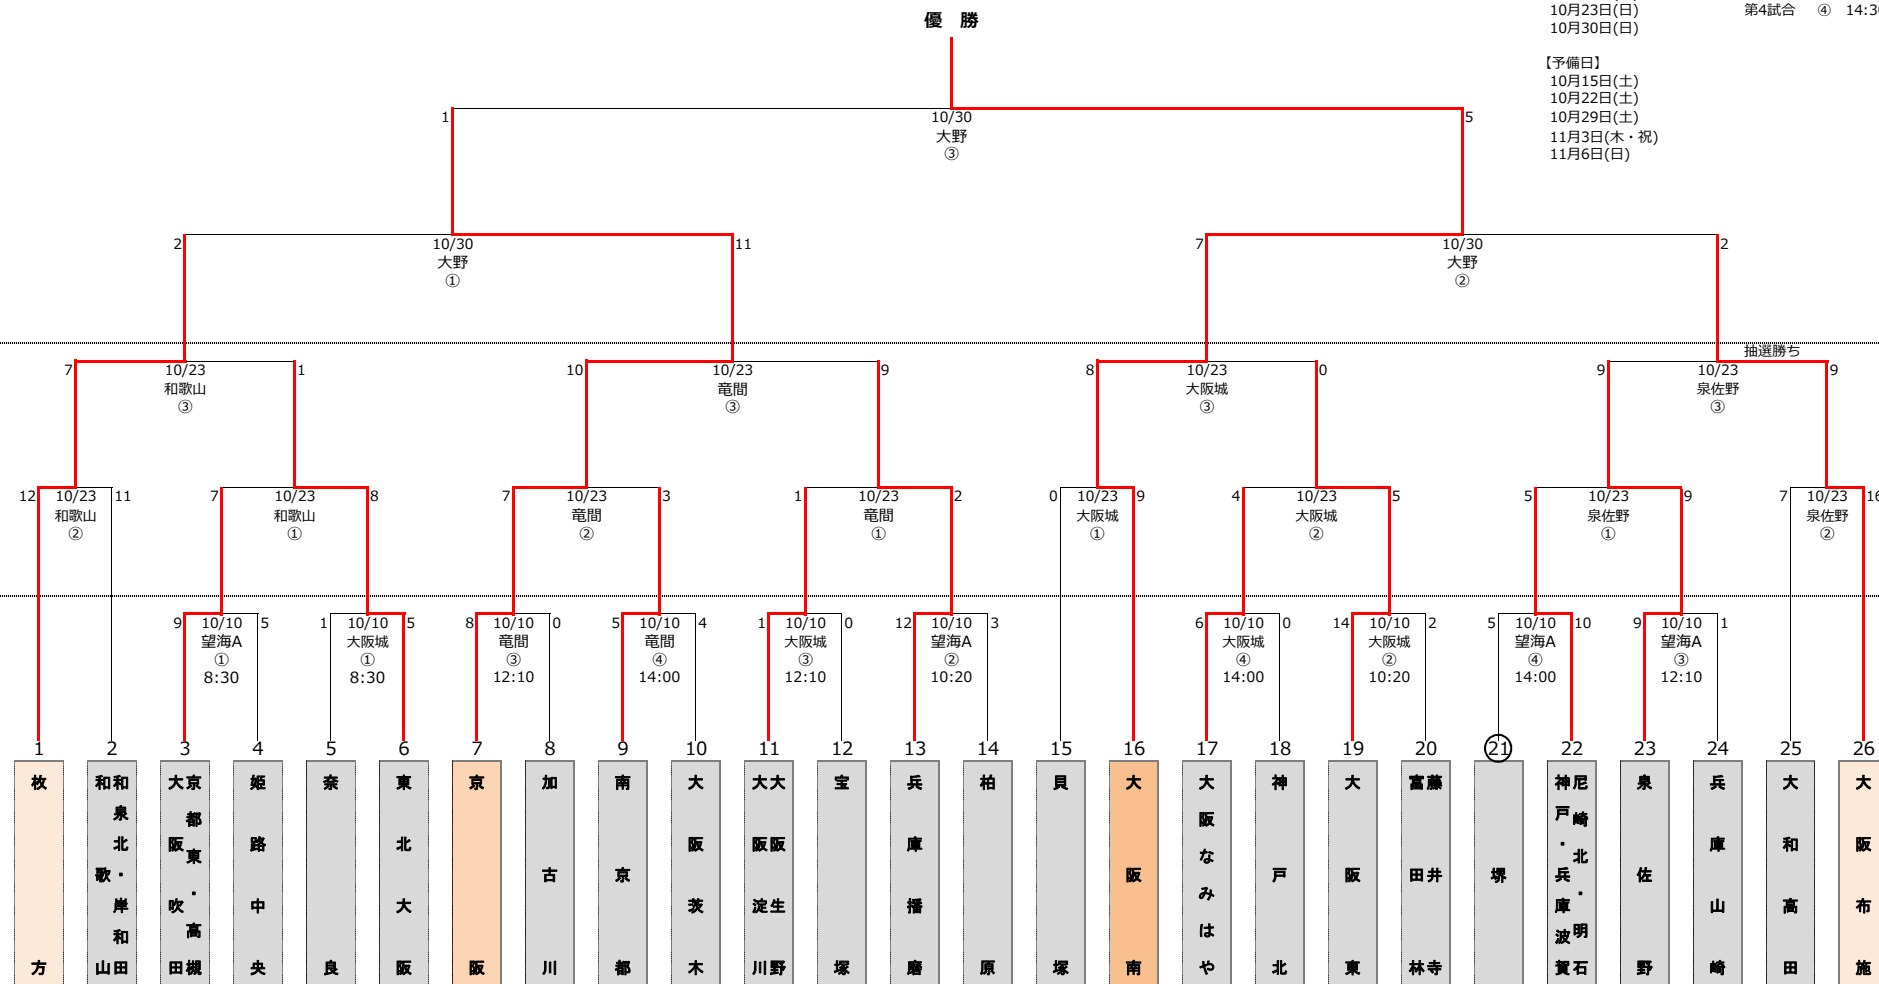 優 勝
10月23日(日)
10月30日(日)
第4試合 ④
【予備日】
10月15日(土)
10月22日(土)
10月29日(土)
11月3日(木・祝)
11月6日(日)
1 10/30 5
大野
③
2 10/30 11
大野
①
7 10/30 2
大野
②
抽選勝ち
7 10/23 1
和歌山
③
10 10/23 9
竜間
③
8 10/23 0
大阪城
③
9 10/23 9
泉佐野
③
12 10/23 11
和歌山
②
7 10/23 8
和歌山
①
7 10/23 3
竜間
②
1 10/23 2
竜間
①
0 10/23 9
大阪城
①
4 10/23 5
大阪城
②
5 10/23 9
泉佐野
①
7 10/23 16
泉佐野
②
9 10/10 5
望海A
①
8:30
1 10/10 5
大阪城
①
8:30
8 10/10 0
竜間
③
12:10
5 10/10 4
竜間
④
14:00
1 10/10 0
大阪城
③
12:10
12 10/10 3
望海A
②
10:20
6 10/10 0
大阪城
④
14:00
14 10/10 2
大阪城
②
10:20
5 10/10 10
望海A
④
14:00
9 10/10 1
望海A
③
12:10
1 2 3 4 5 6 7 8 9 10 11 12 13 14 15 16 17 18 19 20 21 22 23 24 25 26
枚方
和泉北・岸和田
和歌山
京都東・高槻
大阪吹田
姫路中央
奈良
東北大阪
京阪
加古川
南京都
大阪茨木
大阪生野
大阪淀川
宝塚
兵庫播磨
柏原
貝塚
大阪南
大阪なみはや
神戸北
大阪東
藤井寺
富田林
堺
尼崎北・明石
神戸・兵庫波賀
泉佐野
兵庫山崎
大和高田
大阪布施